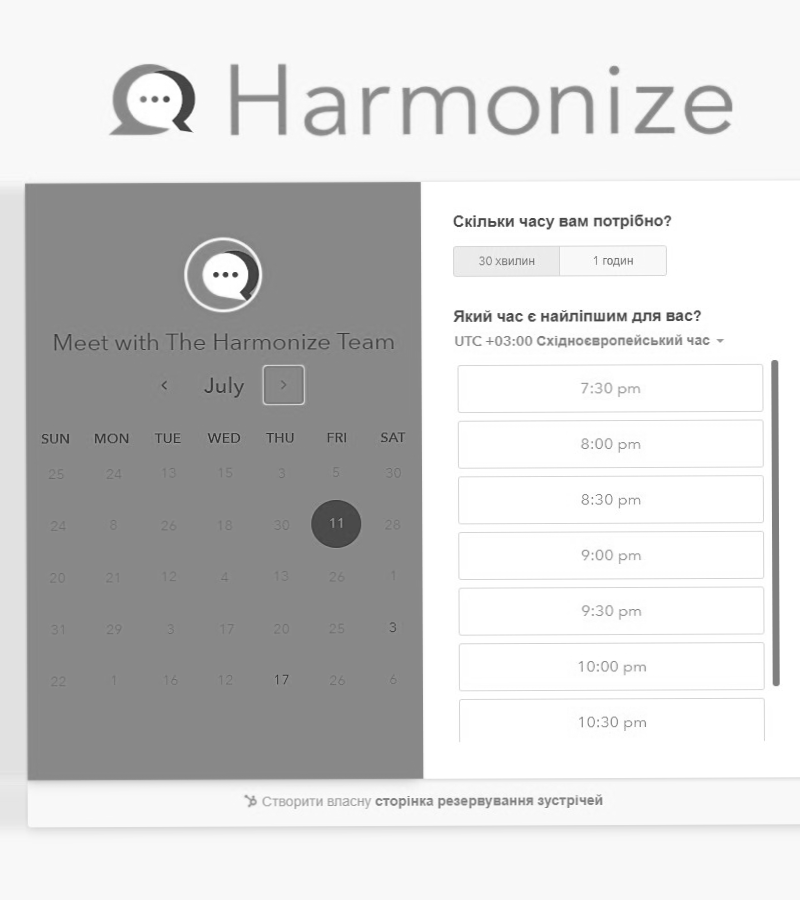 Harmonize
Meet with The Harmonize Team
July
SUN MON TUE WED THU FRI SAT
25 24 13 15 3 5 30
24 8 26 18 30 11 28
20 21 12 4 13 26 1
31 29 3 17 20 25 3
22 1 16 12 17 26 6
Скільки часу вам потрібно?
30 хвилин 1 годин
Який час є найліпшим для вас?
UTC +03:00 Східноєвропейський час
7:30 pm
8:00 pm
8:30 pm
9:00 pm
9:30 pm
10:00 pm
10:30 pm
Створити власну сторінка резервування зустрічей